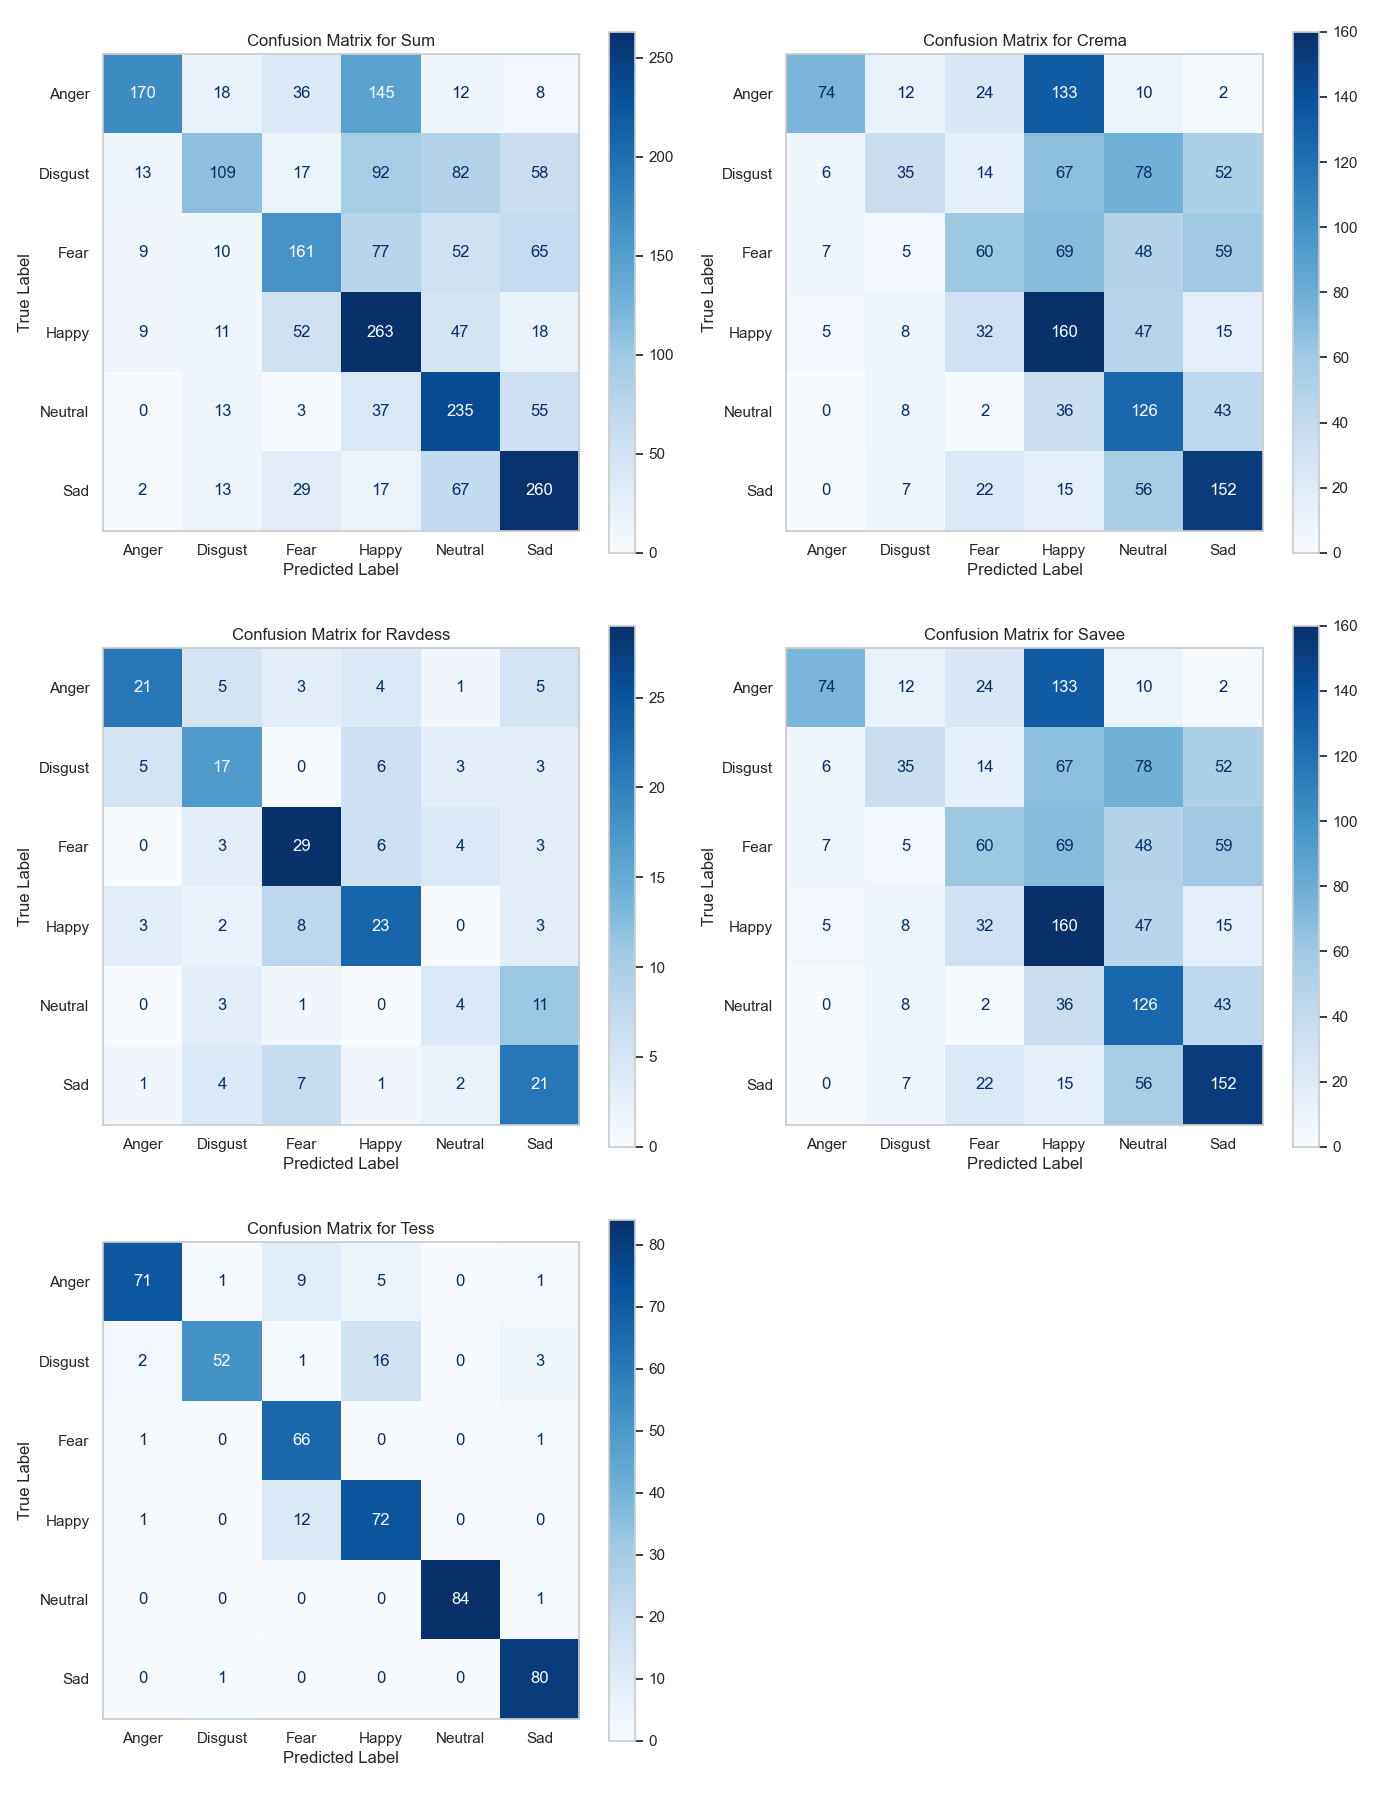 Confusion Matrix for Sum
Anger 170 18 36 145 12 8
Disgust 13 109 17 92 82 58
Fear 9 10 161 77 52 65
Happy 9 11 52 263 47 18
Neutral 0 13 3 37 235 55
Sad 2 13 29 17 67 260
Anger Disgust Fear Happy Neutral Sad
Predicted Label
True Label
250
200
150
100
50
0
Confusion Matrix for Crema
Anger 74 12 24 133 10 2
Disgust 6 35 14 67 78 52
Fear 7 5 60 69 48 59
Happy 5 8 32 160 47 15
Neutral 0 8 2 36 126 43
Sad 0 7 22 15 56 152
Anger Disgust Fear Happy Neutral Sad
Predicted Label
True Label
160
140
120
100
80
60
40
20
0
Confusion Matrix for Ravdess
Anger 21 5 3 4 1 5
Disgust 5 17 0 6 3 3
Fear 0 3 29 6 4 3
Happy 3 2 8 23 0 3
Neutral 0 3 1 0 4 11
Sad 1 4 7 1 2 21
Anger Disgust Fear Happy Neutral Sad
Predicted Label
True Label
25
20
15
10
5
0
Confusion Matrix for Savee
Anger 74 12 24 133 10 2
Disgust 6 35 14 67 78 52
Fear 7 5 60 69 48 59
Happy 5 8 32 160 47 15
Neutral 0 8 2 36 126 43
Sad 0 7 22 15 56 152
Anger Disgust Fear Happy Neutral Sad
Predicted Label
True Label
160
140
120
100
80
60
40
20
0
Confusion Matrix for Tess
Anger 71 1 9 5 0 1
Disgust 2 52 1 16 0 3
Fear 1 0 66 0 0 1
Happy 1 0 12 72 0 0
Neutral 0 0 0 0 84 1
Sad 0 1 0 0 0 80
Anger Disgust Fear Happy Neutral Sad
Predicted Label
True Label
80
70
60
50
40
30
20
10
0